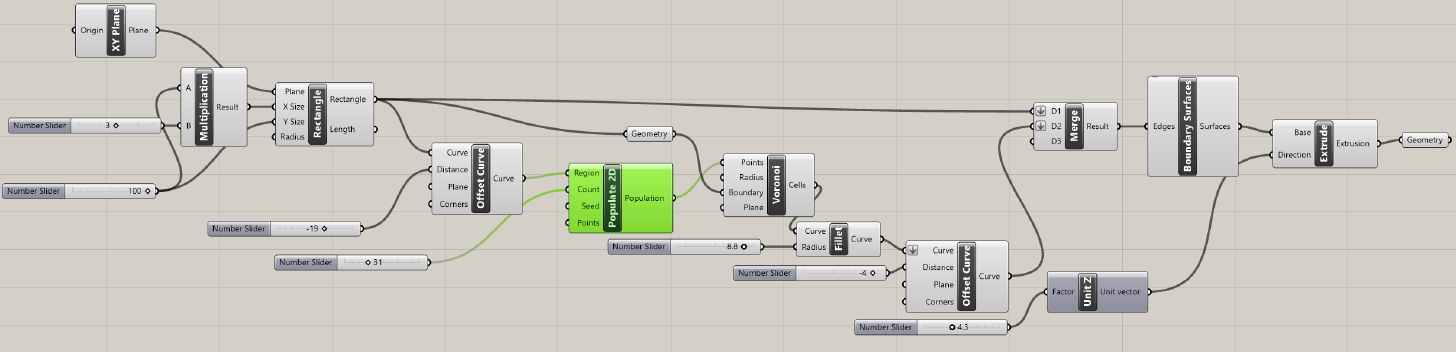 Origin XY Plane Plane
A B Multiplication Result
Number Slider 3
Number Slider 100
Plane X Size Y Size Radius Rectangle Rectangle Length
Number Slider -19
Number Slider 31
Curve Distance Plane Corners Offset Curve Curve
Region Count Seed Points Populate 2D Population
Geometry
Points Radius Boundary Plane Voronoi Cells
Number Slider 8.8
Curve Radius Fillet Curve
Number Slider -4
Curve Distance Plane Corners Offset Curve Curve
Number Slider 4.3
D1 D2 D3 Merge Result
Factor Unit Z Unit vector
Edges Boundary Surfaces Surfaces
Base Direction Extrude Extrusion
Geometry